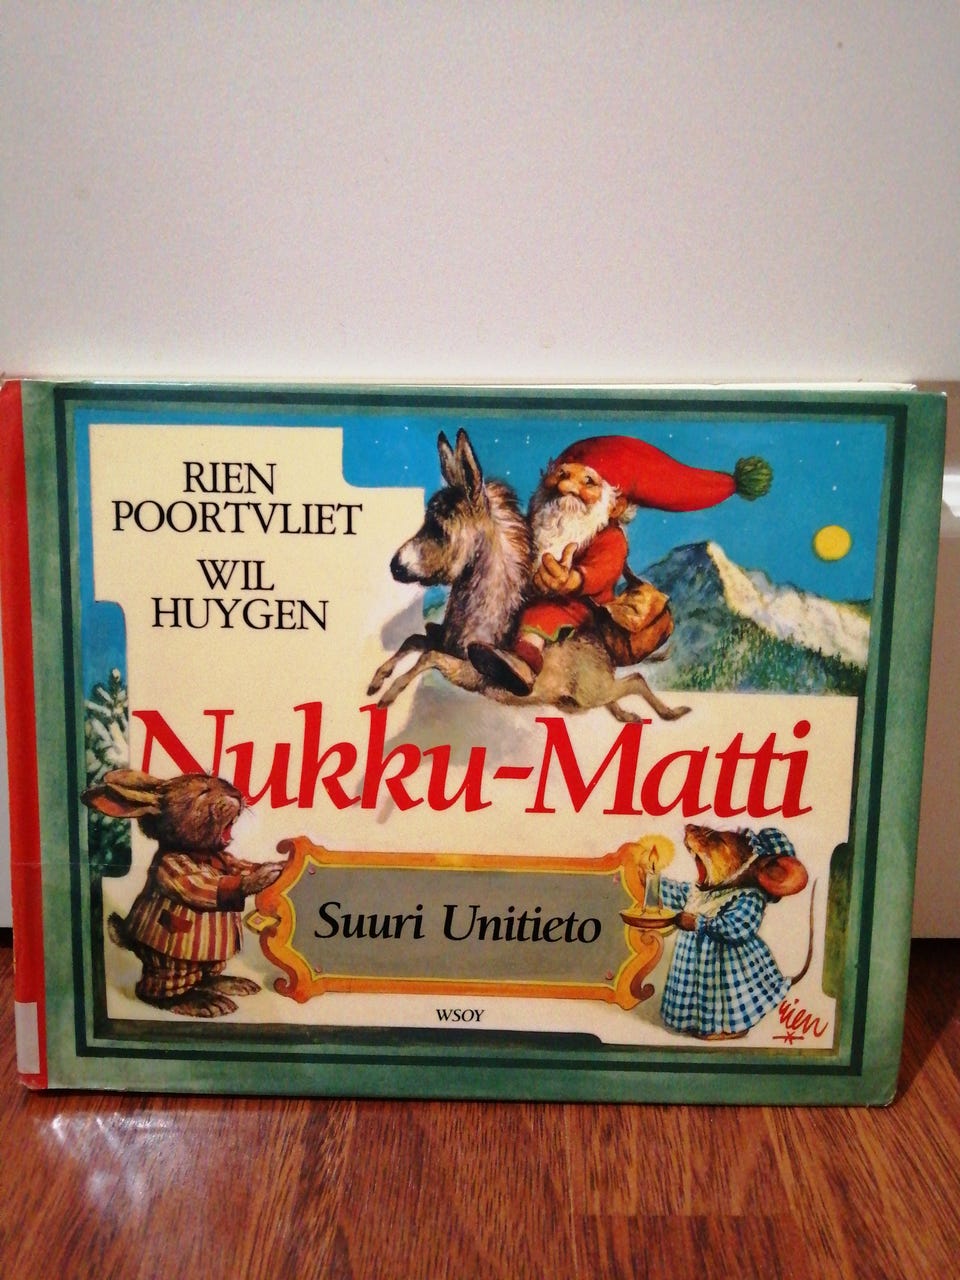 RIEN
POORTVLIET
WIL
HUYGEN
Nukku-Matti
Suuri Unitieto
WSOY
rien